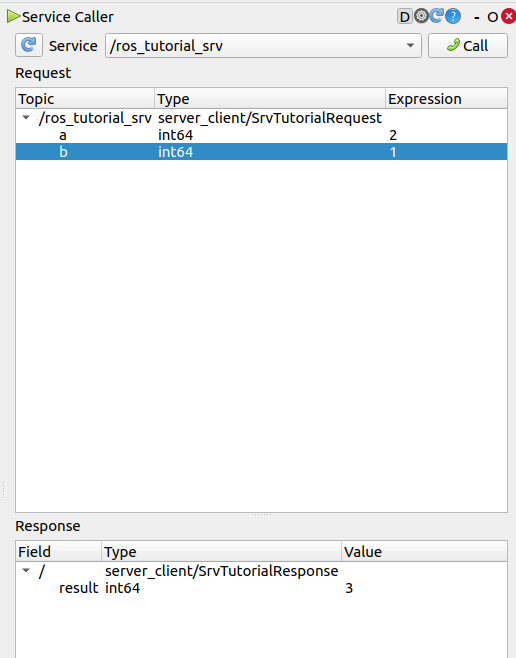 Service Caller D ? - O
Service /ros_tutorial_srv Call
Request
Topic Type Expression
/ros_tutorial_srv server_client/SrvTutorialRequest
a int64 2
b int64 1
Response
Field Type Value
/ server_client/SrvTutorialResponse
result int64 3